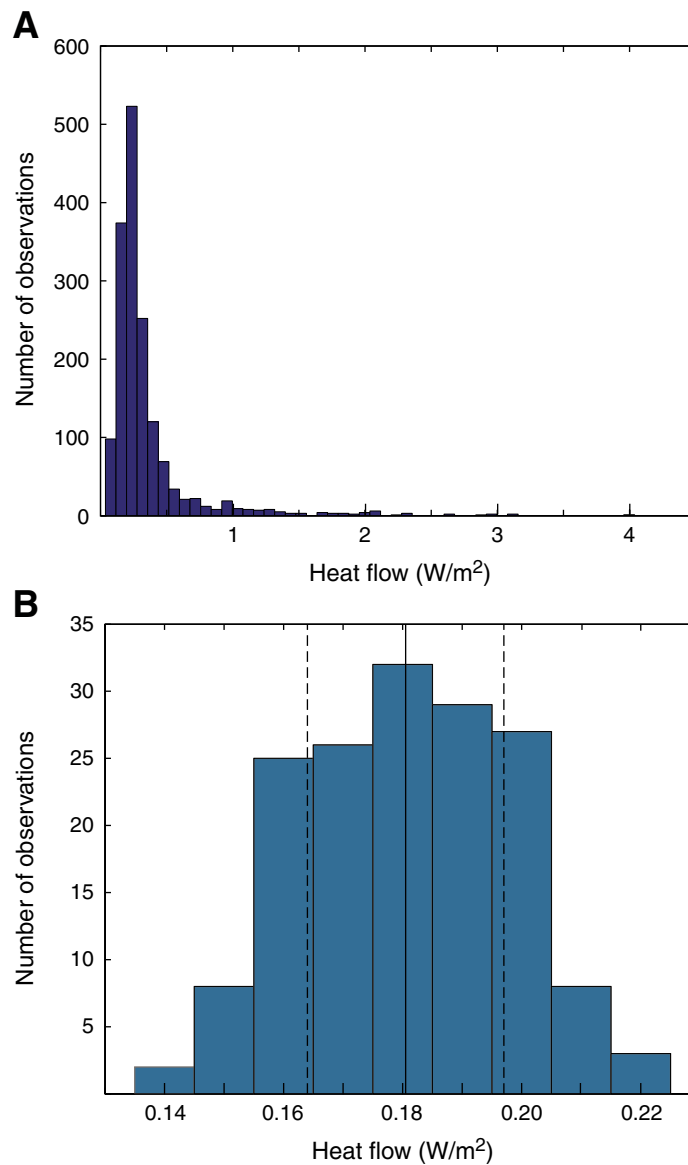 A
600
500
400
300
200
100
0
Number of observations
1 2 3 4
Heat flow (W/m²)
B
35
30
25
20
15
10
5
Number of observations
0.14 0.16 0.18 0.20 0.22
Heat flow (W/m²)